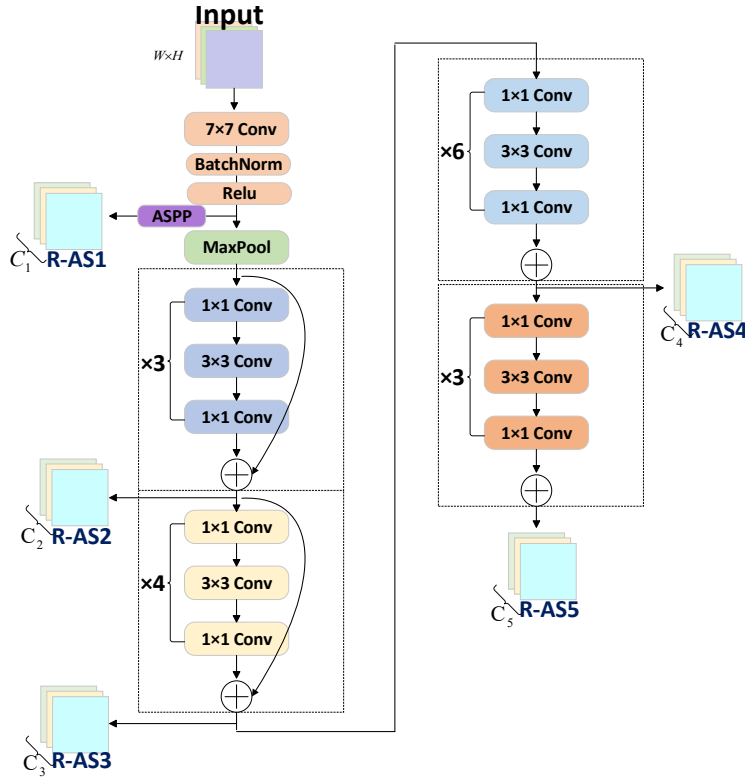 Input
W×H
7×7 Conv
BatchNorm
Relu
ASPP
C1 R-AS1
MaxPool
1×1 Conv
×3
3×3 Conv
1×1 Conv
C2 R-AS2
1×1 Conv
×4
3×3 Conv
1×1 Conv
C3 R-AS3
1×1 Conv
×6
3×3 Conv
1×1 Conv
C4 R-AS4
1×1 Conv
×3
3×3 Conv
1×1 Conv
C5 R-AS5